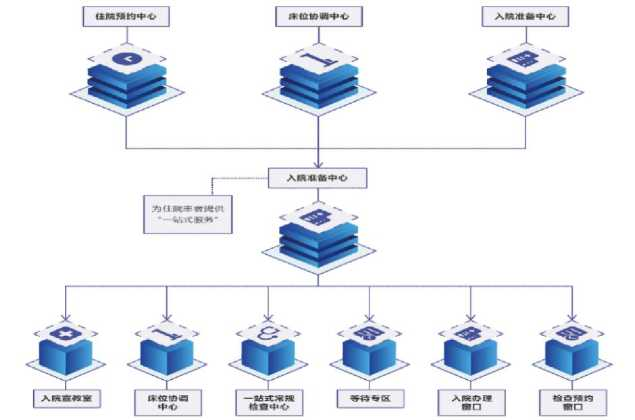 住院预约中心
床位协调中心
入院准备中心
入院准备中心
为住院患者提供
“一站式服务”
入院宣教室
床位协调
中心
一站式常规
检查中心
等待专区
入院办理
窗口
检查预约
窗口